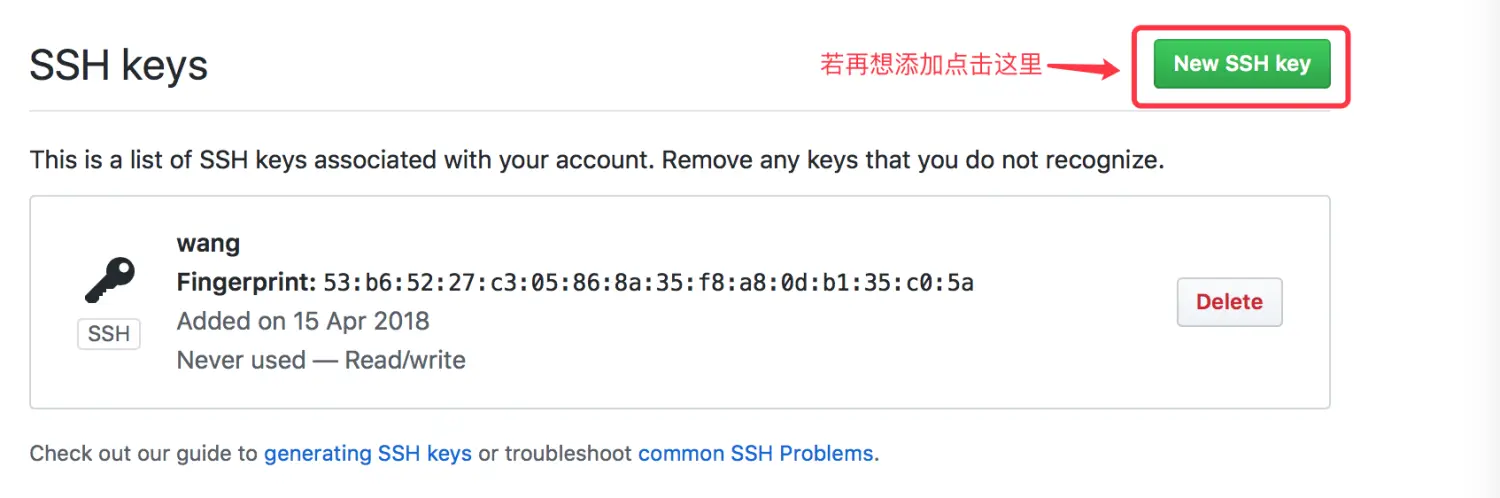 SSH keys
若再想添加点击这里
New SSH key
This is a list of SSH keys associated with your account. Remove any keys that you do not recognize.
wang
Fingerprint: 53:b6:52:27:c3:05:86:8a:35:f8:a8:0d:b1:35:c0:5a
Added on 15 Apr 2018
Never used — Read/write
SSH
Delete
Check out our guide to generating SSH keys or troubleshoot common SSH Problems.